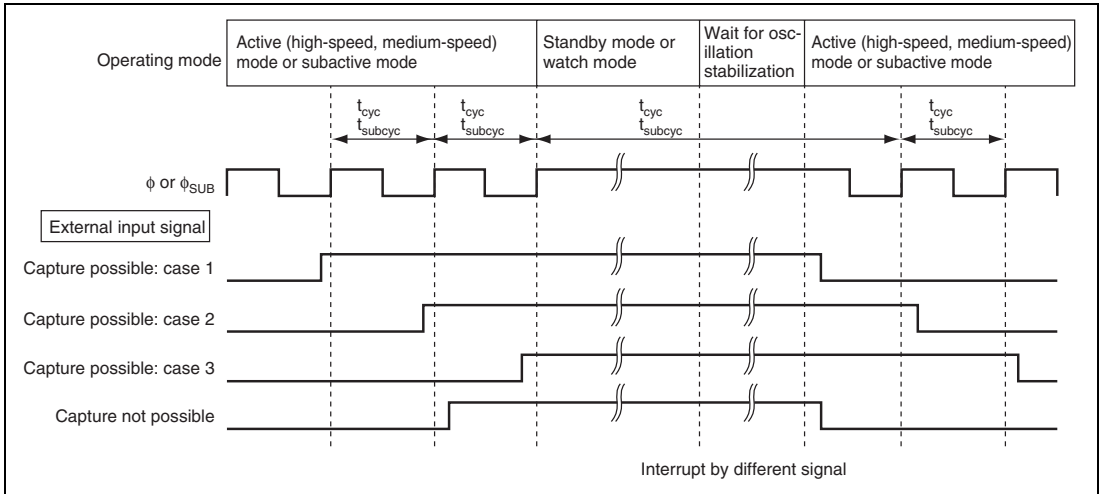 Operating mode
Active (high-speed, medium-speed)
mode or subactive mode
Standby mode or
watch mode
Wait for osc-
illation
stabilization
Active (high-speed, medium-speed)
mode or subactive mode
tcyc
tsubcyc
tcyc
tsubcyc
tcyc
tsubcyc
tcyc
tsubcyc
ϕ or ϕSUB
External input signal
Capture possible: case 1
Capture possible: case 2
Capture possible: case 3
Capture not possible
Interrupt by different signal